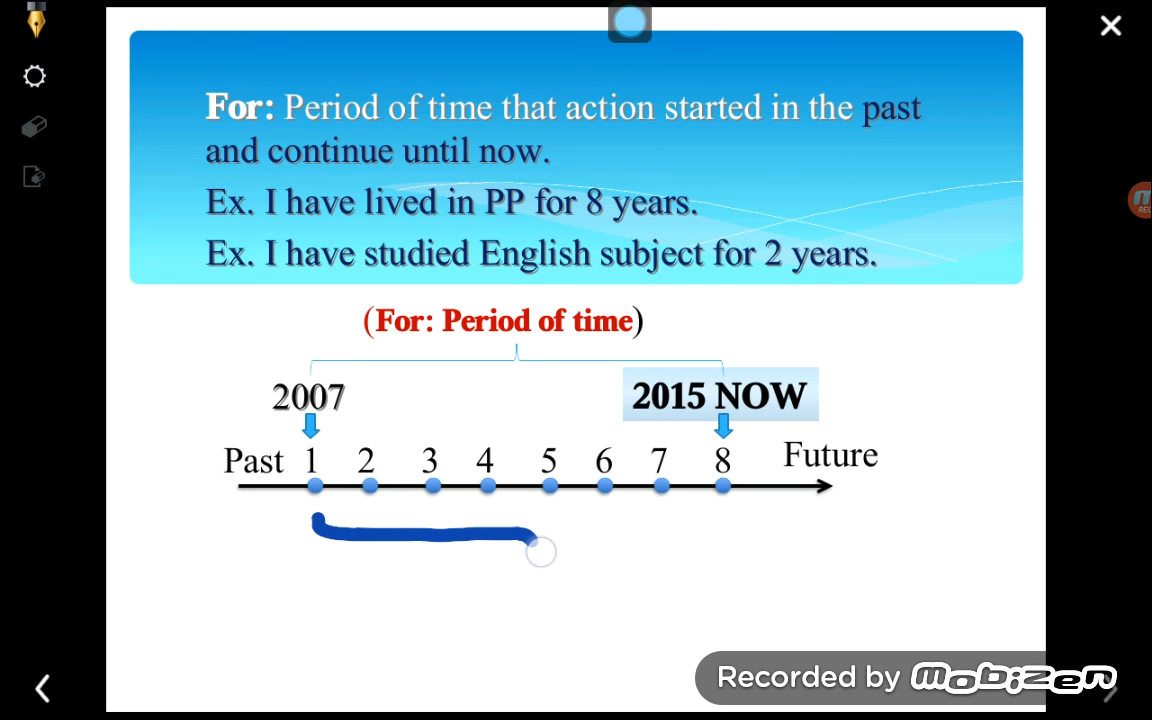 For: Period of time that action started in the past
and continue until now.
Ex. I have lived in PP for 8 years.
Ex. I have studied English subject for 2 years.
(For: Period of time)
2007
2015 NOW
Past 1 2 3 4 5 6 7 8 Future
REC
Recorded by mobizen